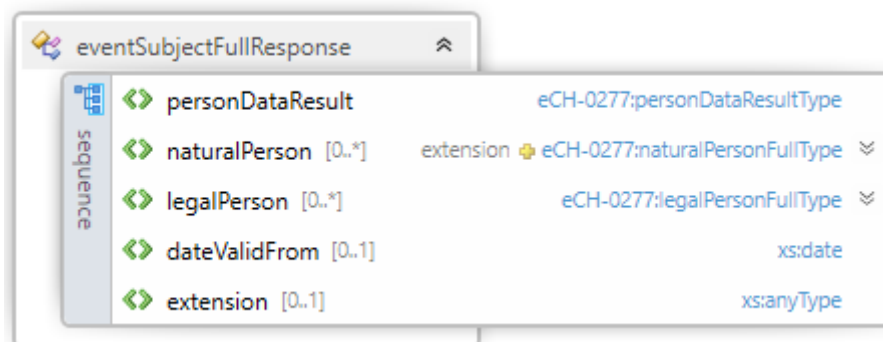 eventSubjectFullResponse
sequence
personDataResult eCH-0277:personDataResultType
naturalPerson [0..*] extension eCH-0277:naturalPersonFullType
legalPerson [0..*] eCH-0277:legalPersonFullType
dateValidFrom [0..1] xs:date
extension [0..1] xs:anyType